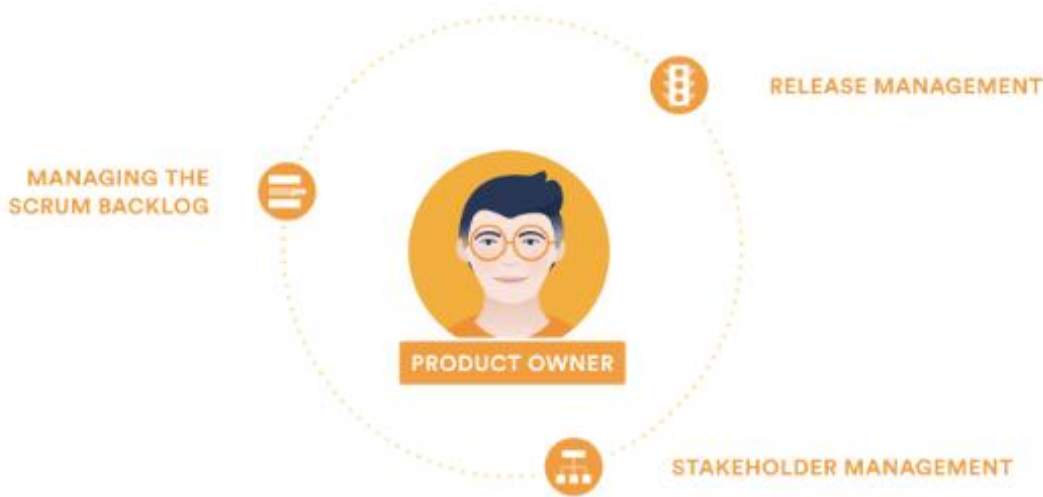 RELEASE MANAGEMENT
MANAGING THE
SCRUM BACKLOG
PRODUCT OWNER
STAKEHOLDER MANAGEMENT